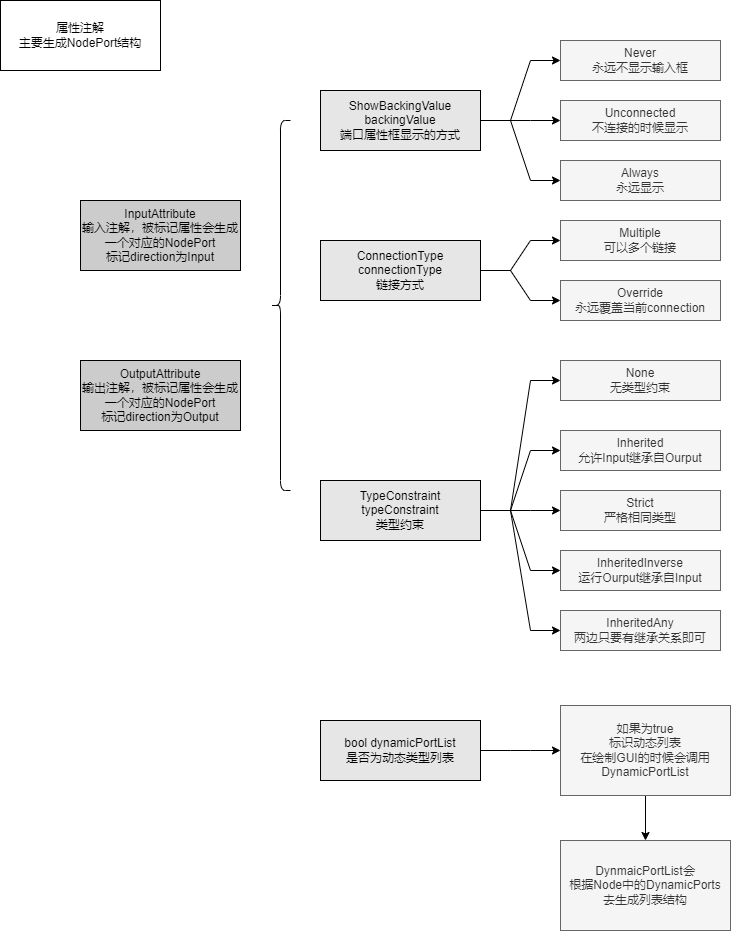 属性注解
主要生成NodePort结构
InputAttribute
输入注解，被标记属性会生成
一个对应的NodePort
标记direction为Input
OutputAttribute
输出注解，被标记属性会生成
一个对应的NodePort
标记direction为Output
ShowBackingValue
backingValue
端口属性框显示的方式
Never
永远不显示输入框
Unconnected
不连接的时候显示
Always
永远显示
ConnectionType
connectionType
链接方式
Multiple
可以多个链接
Override
永远覆盖当前connection
TypeConstraint
typeConstraint
类型约束
None
无类型约束
Inherited
允许Input继承自Ourput
Strict
严格相同类型
InheritedInverse
运行Ourput继承自Input
InheritedAny
两边只要有继承关系即可
bool dynamicPortList
是否为动态类型列表
如果为true
标识动态列表
在绘制GUI的时候会调用
DynamicPortList
DynmaicPortList会
根据Node中的DynamicPorts
去生成列表结构